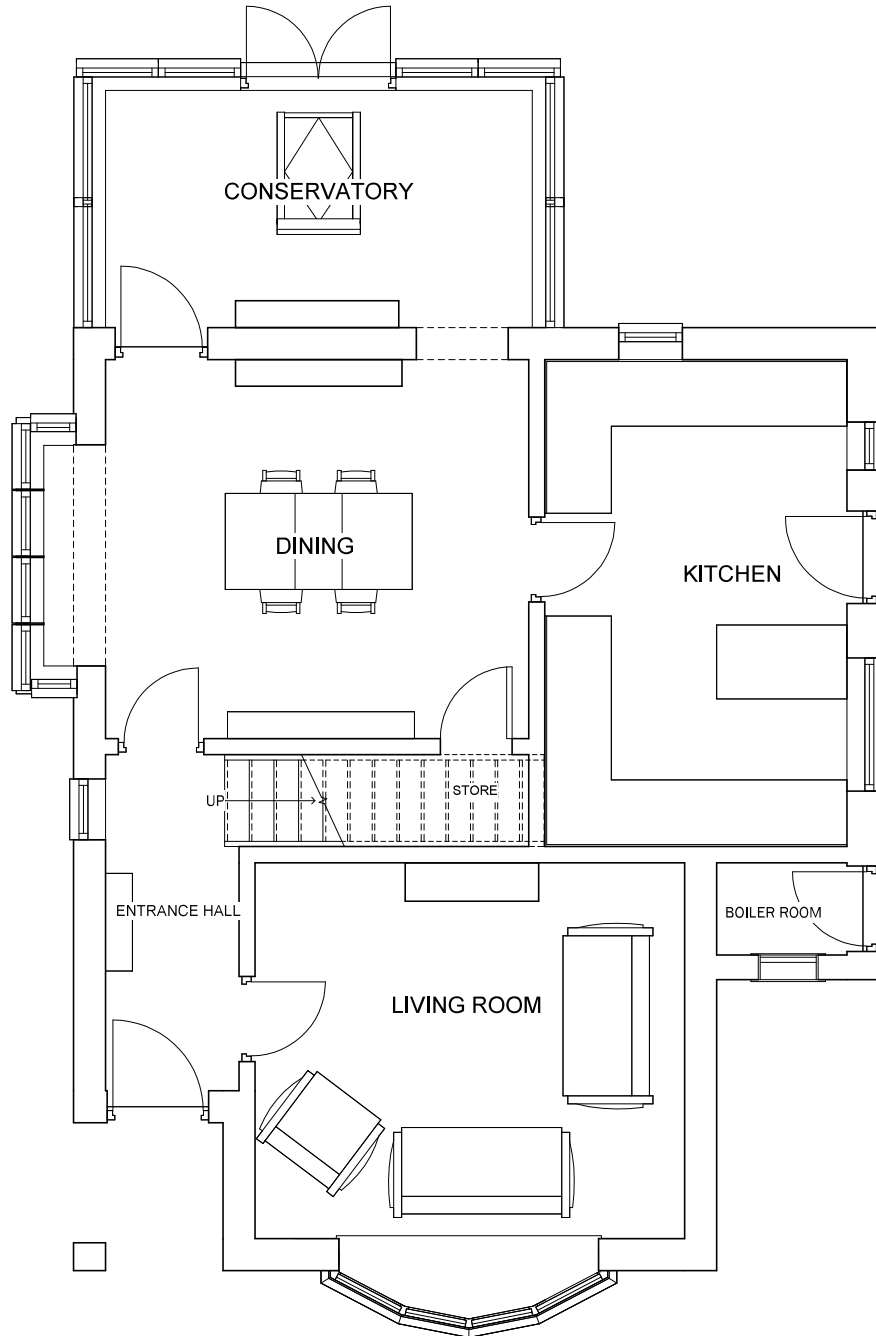 CONSERVATORY
DINING
KITCHEN
STORE
UP
ENTRANCE HALL
BOILER ROOM
LIVING ROOM